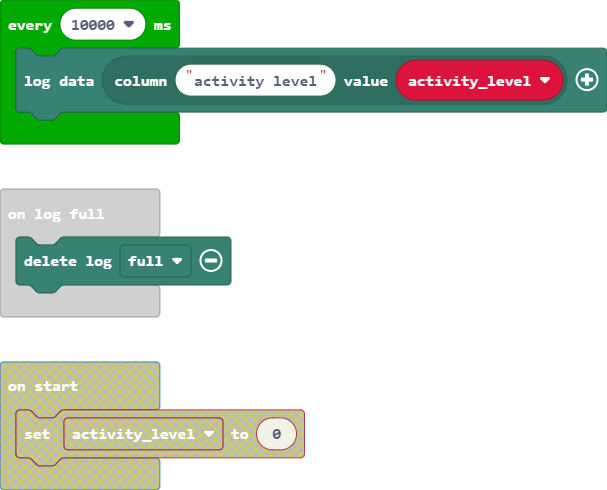 every 10000 ms
log data column "activity level" value activity_level
on log full
delete log full
on start
set activity_level to 0